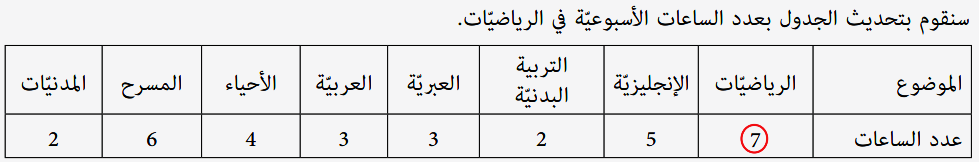 سنقوم بتحديث الجدول بعدد الساعات الأسبوعيّة في الرياضيّات.
الموضوع الرياضيّات الإنجليزيّة التربية البدنيّة العبريّة العربيّة الأحياء المسرح المدنيّات
عدد الساعات 7 5 2 3 3 4 6 2